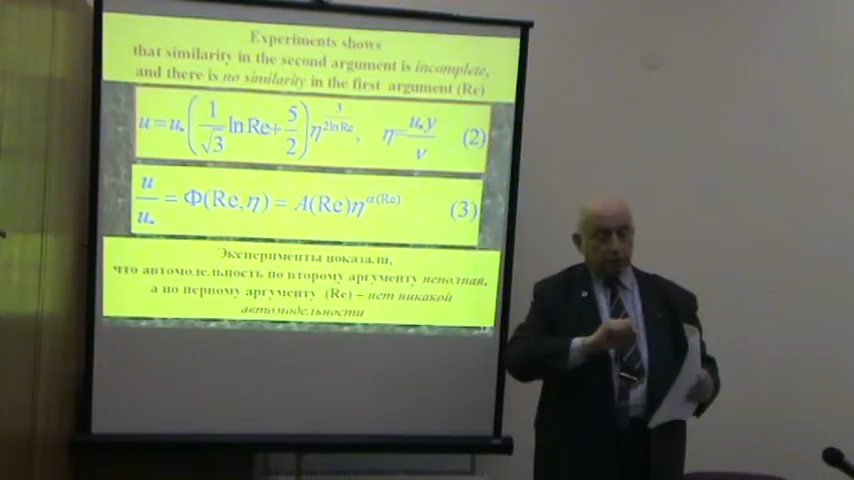 Experiments shows
that similarity in the second argument is incomplete,
and there is no similarity in the first argument (Re)
u = u* ( 1/√3 ln Re + 5/2 ) η^(3/(2 ln Re)), η = u* y / ν (2)
u/u* = Φ(Re, η) = A(Re)η^α(Re) (3)
Эксперименты показали,
что автомодельность по второму аргументу неполная,
а по первому аргументу (Re) – нет никакой
автомодельности